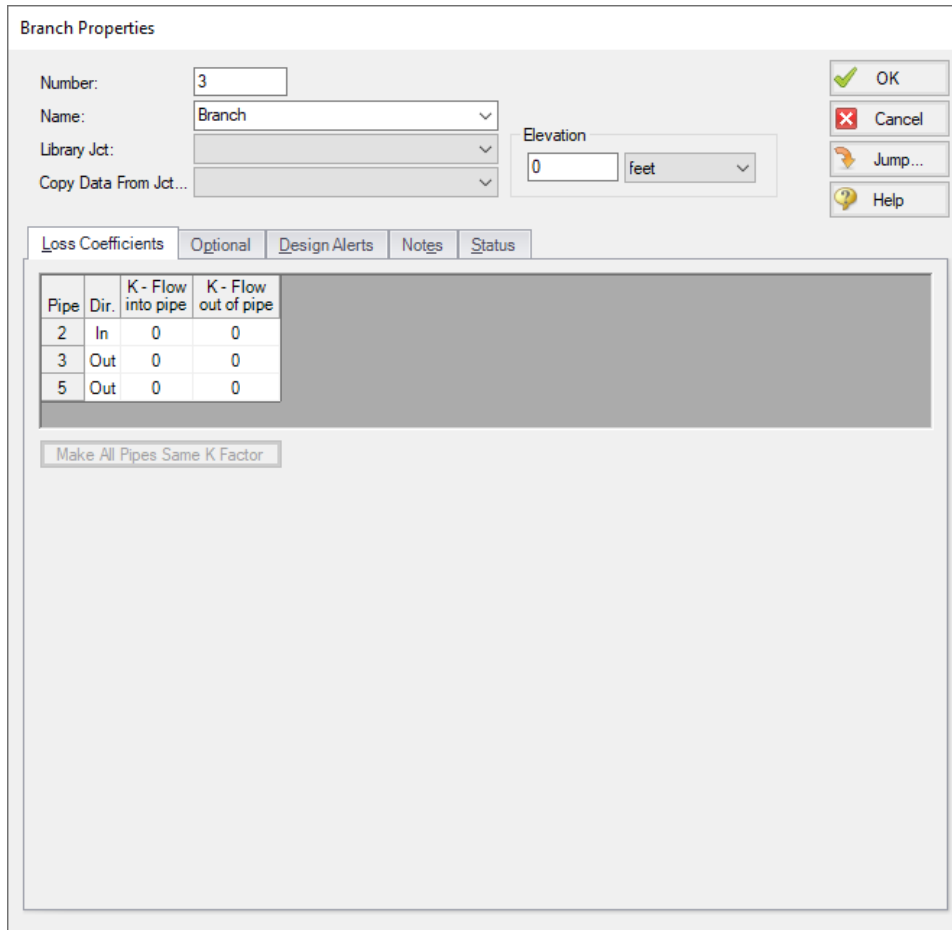 Branch Properties
Number: 3
Name: Branch
Library Jct:
Copy Data From Jct...
Elevation
0 feet
OK
Cancel
Jump...
Help
Loss Coefficients Optional Design Alerts Notes Status
Pipe Dir. K - Flow into pipe K - Flow out of pipe
2 In 0 0
3 Out 0 0
5 Out 0 0
Make All Pipes Same K Factor